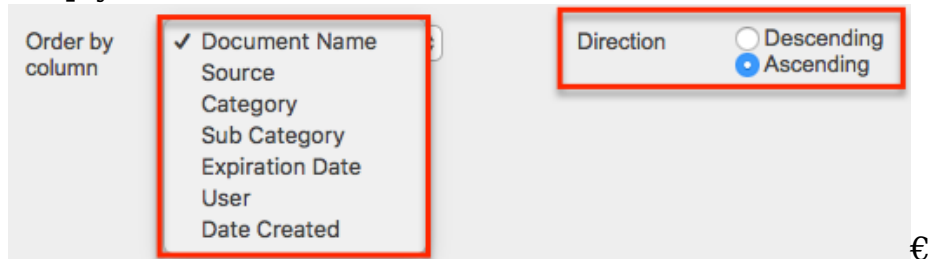 Order by column
✓ Document Name
Source
Category
Sub Category
Expiration Date
User
Date Created
Direction
Descending
Ascending
€